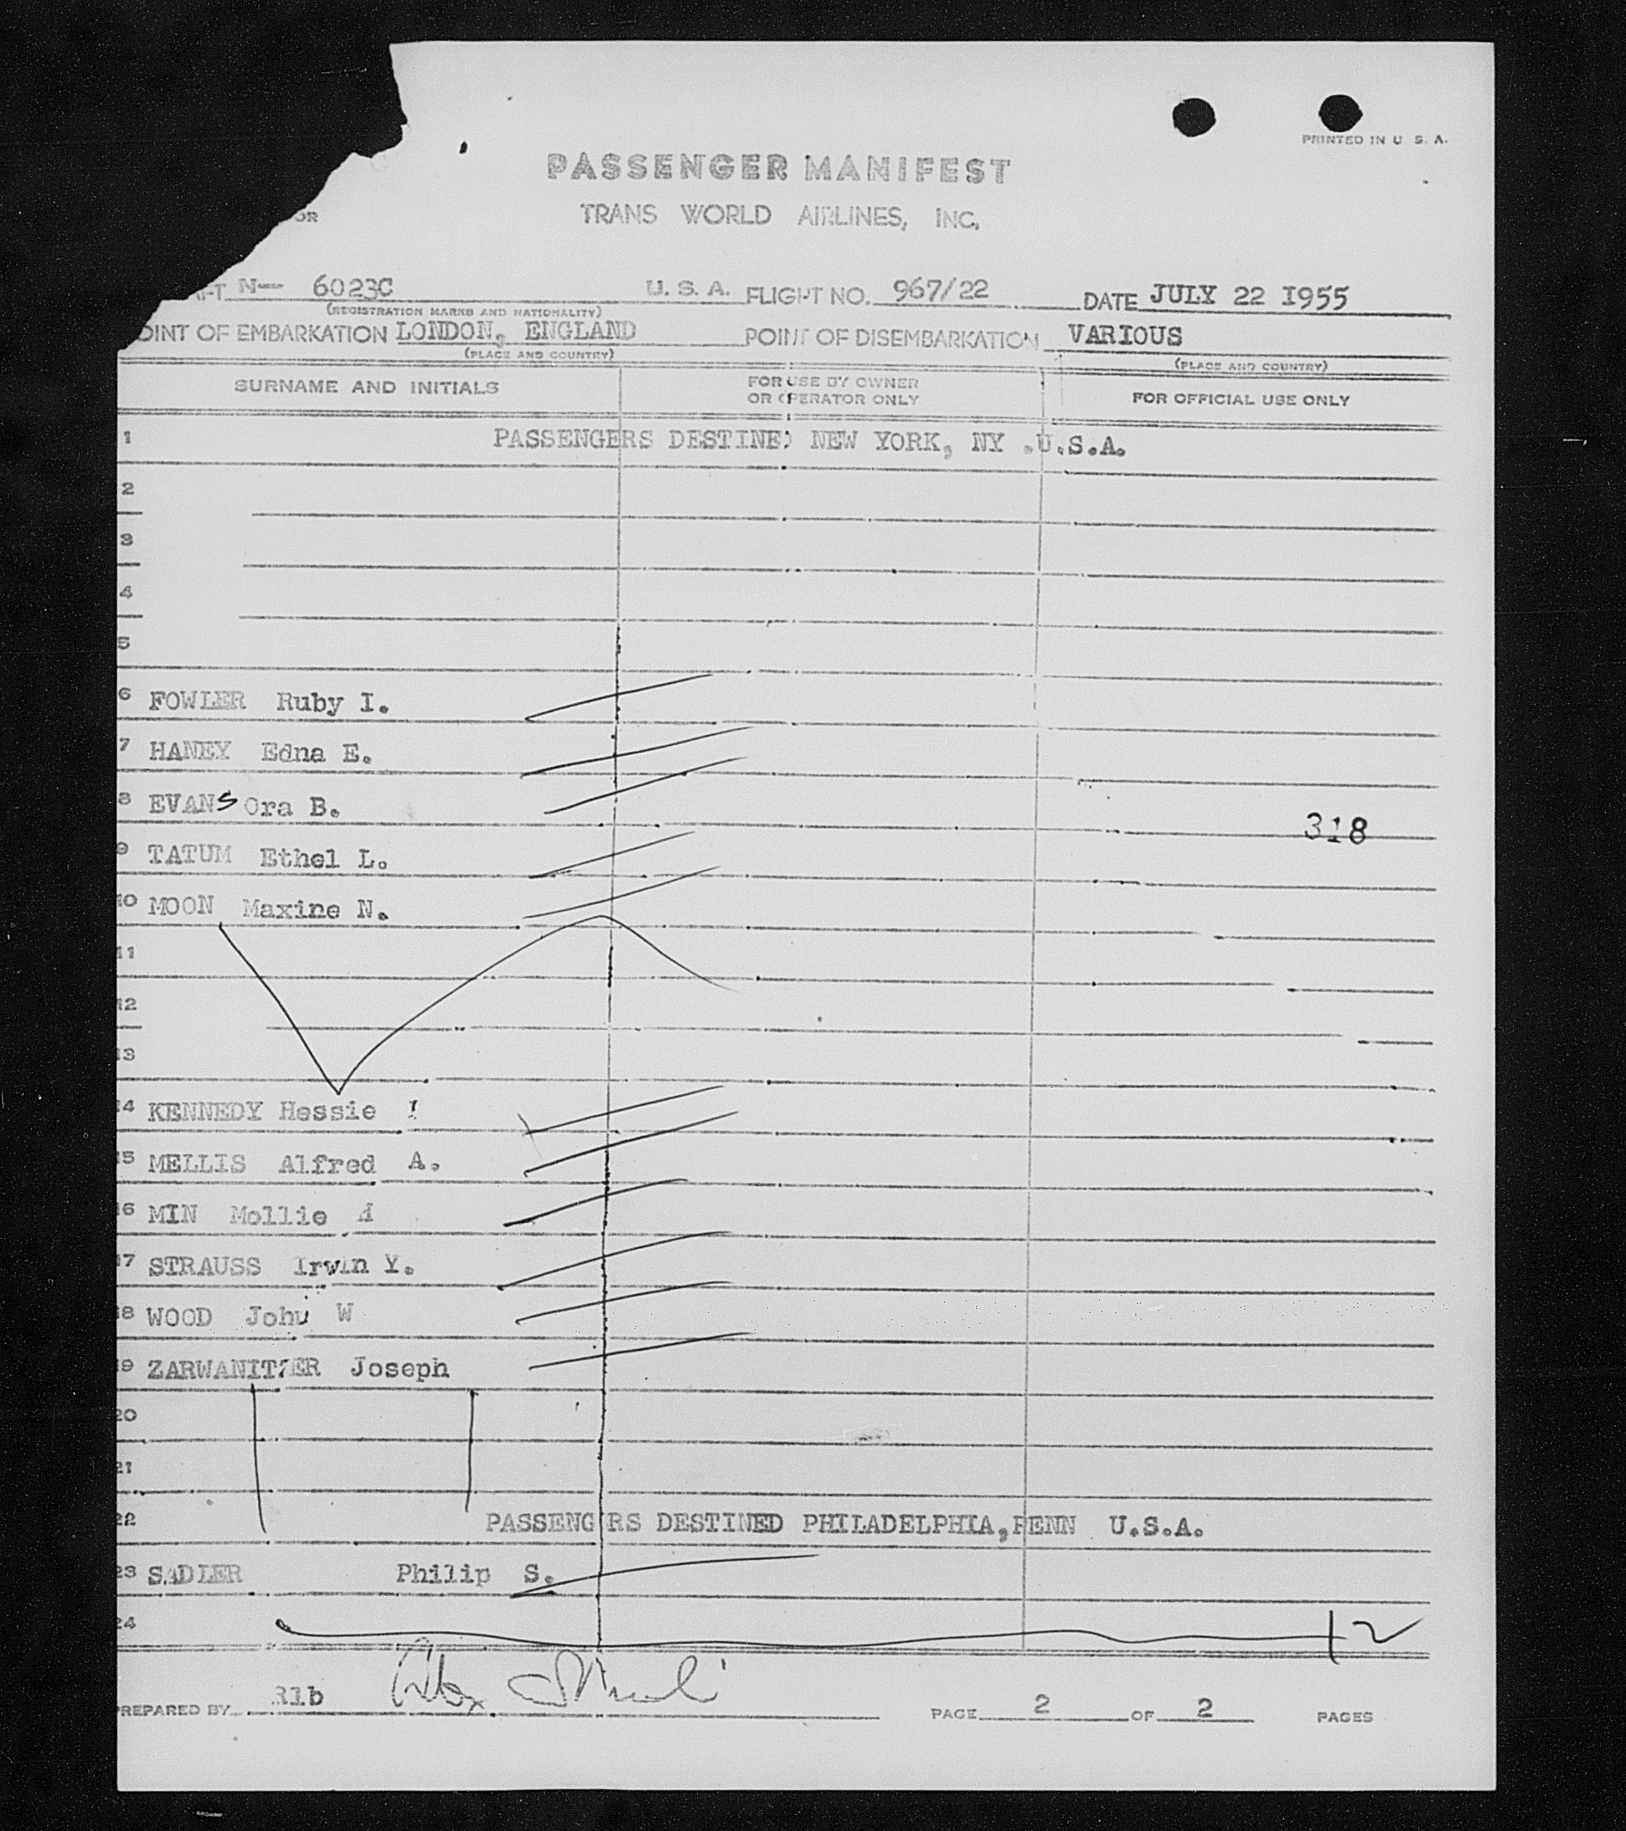 PRINTED IN U. S. A.
PASSENGER MANIFEST
TRANS WORLD AIRLINES, INC.
OR
AFT N-- 6023C U. S. A. FLIGHT NO. 967/22 DATE JULY 22 1955
(REGISTRATION MARKS AND NATIONALITY)
OINT OF EMBARKATION LONDON, ENGLAND POINT OF DISEMBARKATION VARIOUS
(PLACE AND COUNTRY) (PLACE AND COUNTRY)
SURNAME AND INITIALS FOR USE BY OWNER OR OPERATOR ONLY FOR OFFICIAL USE ONLY
1 PASSENGERS DESTINED NEW YORK, NY .U.S.A.
2
3
4
5
6 FOWLER Ruby I.
7 HANEY Edna E.
8 EVANS Ora B.
318
9 TATUM Ethel L.
10 MOON Maxine N.
11
12
13
14 KENNEDY Hessie I
15 MELLIS Alfred A.
16 MIN Mollie
17 STRAUSS Irwin Y.
18 WOOD John W
19 ZARWANITZER Joseph
20
21
22 PASSENGERS DESTINED PHILADELPHIA, PENN U.S.A.
23 SADLER Philip S.
24 12
PREPARED BY Rlb PAGE 2 OF 2 PAGES